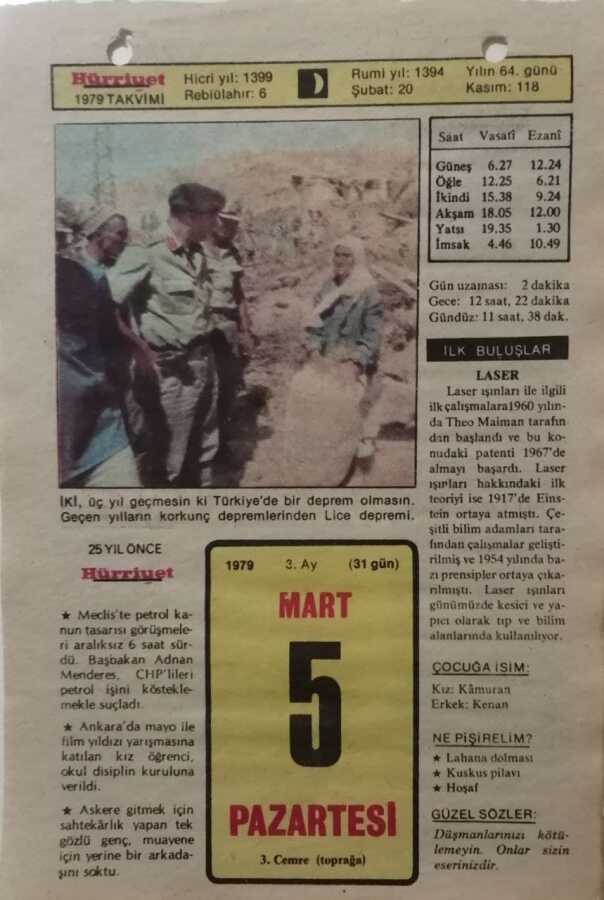 Hürriyet
1979 TAKVİMİ
Hicri yıl: 1399
Rebiülahır: 6
Rumi yıl: 1394
Şubat: 20
Yılın 64. günü
Kasım: 118
Saat Vasatî Ezanî
Güneş 6.27 12.24
Öğle 12.25 6.21
İkindi 15.38 9.24
Akşam 18.05 12.00
Yatsı 19.35 1.30
İmsak 4.46 10.49
Gün uzaması: 2 dakika
Gece: 12 saat, 22 dakika
Gündüz: 11 saat, 38 dak.
İLK BULUŞLAR
LASER
Laser ışınları ile ilgili
ilk çalışmalara1960 yılın-
da Theo Maiman tarafın
dan başlandı ve bu ko-
nudaki patenti 1967'de
almayı başardı. Laser
ışınları hakkındaki ilk
teoriyi ise 1917'de Eins-
tein ortaya atmıştı. Çe-
şitli bilim adamları tara-
fından çalışmalar gelişti-
rilmiş ve 1954 yılında ba-
zı prensipler ortaya çıka-
rılmıştı. Laser ışınları
günümüzde kesici ve ya-
pıcı olarak tıp ve bilim
alanlarında kullanılıyor.
ÇOCUĞA İSİM:
Kız: Kâmuran
Erkek: Kenan
NE PİŞİRELİM?
★ Lahana dolması
★ Kuskus pilavı
★ Hoşaf
GÜZEL SÖZLER:
Düşmanlarınızı kötü-
lemeyin. Onlar sizin
eserinizdir.
İKİ, üç yıl geçmesin ki Türkiye'de bir deprem olmasın.
Geçen yılların korkunç depremlerinden Lice depremi.
25 YIL ÖNCE
Hürriyet
★ Meclis'te petrol ka-
nun tasarısı görüşmele-
ri aralıksız 6 saat sür-
dü. Başbakan Adnan
Menderes, CHP'lileri
petrol işini köstekle-
mekle suçladı.
★ Ankara'da mayo ile
film yıldızı yarışmasına
katılan kız öğrenci,
okul disiplin kuruluna
verildi.
★ Askere gitmek için
sahtekârlık yapan tek
gözlü genç, muayene
için yerine bir arkada-
şını soktu.
1979 3. Ay (31 gün)
MART
5
PAZARTESİ
3. Cemre (toprağa)